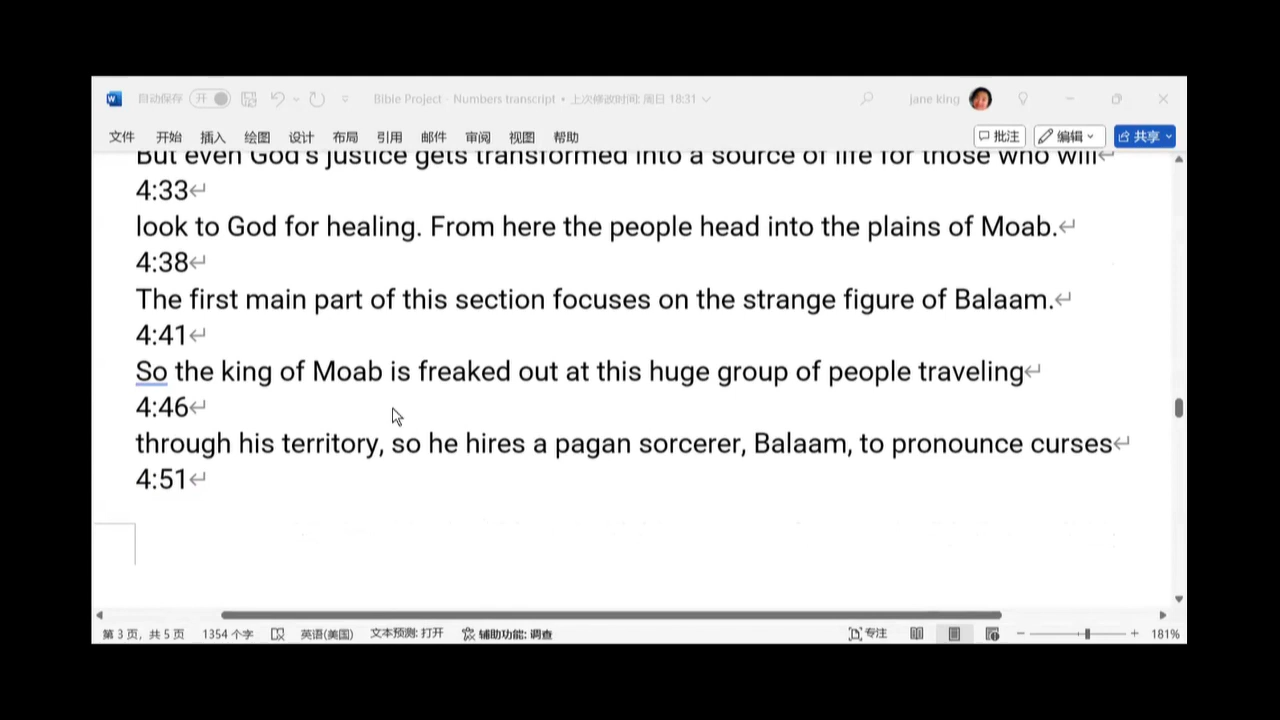 自动保存 开 Bible Project - Numbers transcript • 上次修改时间: 周日 18:31 jane king
文件 开始 插入 绘图 设计 布局 引用 邮件 审阅 视图 帮助 批注 编辑 共享
But even God's justice gets transformed into a source of life for those who will
4:33
look to God for healing. From here the people head into the plains of Moab.
4:38
The first main part of this section focuses on the strange figure of Balaam.
4:41
So the king of Moab is freaked out at this huge group of people traveling
4:46
through his territory, so he hires a pagan sorcerer, Balaam, to pronounce curses
4:51
第 3 页，共 5 页 1354 个字 英语(美国) 文本预测: 打开 辅助功能: 调查 专注 181%